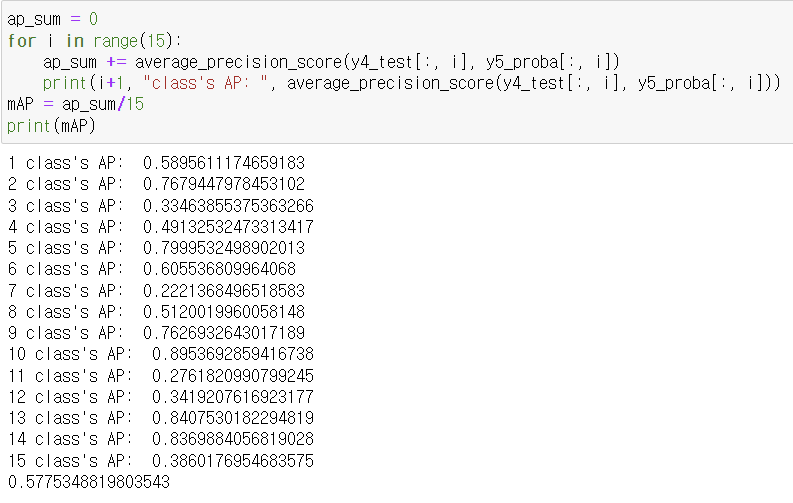 ap_sum = 0
for i in range(15):
    ap_sum += average_precision_score(y4_test[:, i], y5_proba[:, i])
    print(i+1, "class's AP: ", average_precision_score(y4_test[:, i], y5_proba[:, i]))
mAP = ap_sum/15
print(mAP)
1 class's AP:  0.5895611174659183
2 class's AP:  0.7679447978453102
3 class's AP:  0.33463855375363266
4 class's AP:  0.49132532473313417
5 class's AP:  0.7999532498902013
6 class's AP:  0.605536809964068
7 class's AP:  0.2221368496518583
8 class's AP:  0.5120019960058148
9 class's AP:  0.7626932643017189
10 class's AP:  0.8953692859416738
11 class's AP:  0.2761820990799245
12 class's AP:  0.3419207616923177
13 class's AP:  0.8407530182294819
14 class's AP:  0.8369884056819028
15 class's AP:  0.3860176954683575
0.5775348819803543